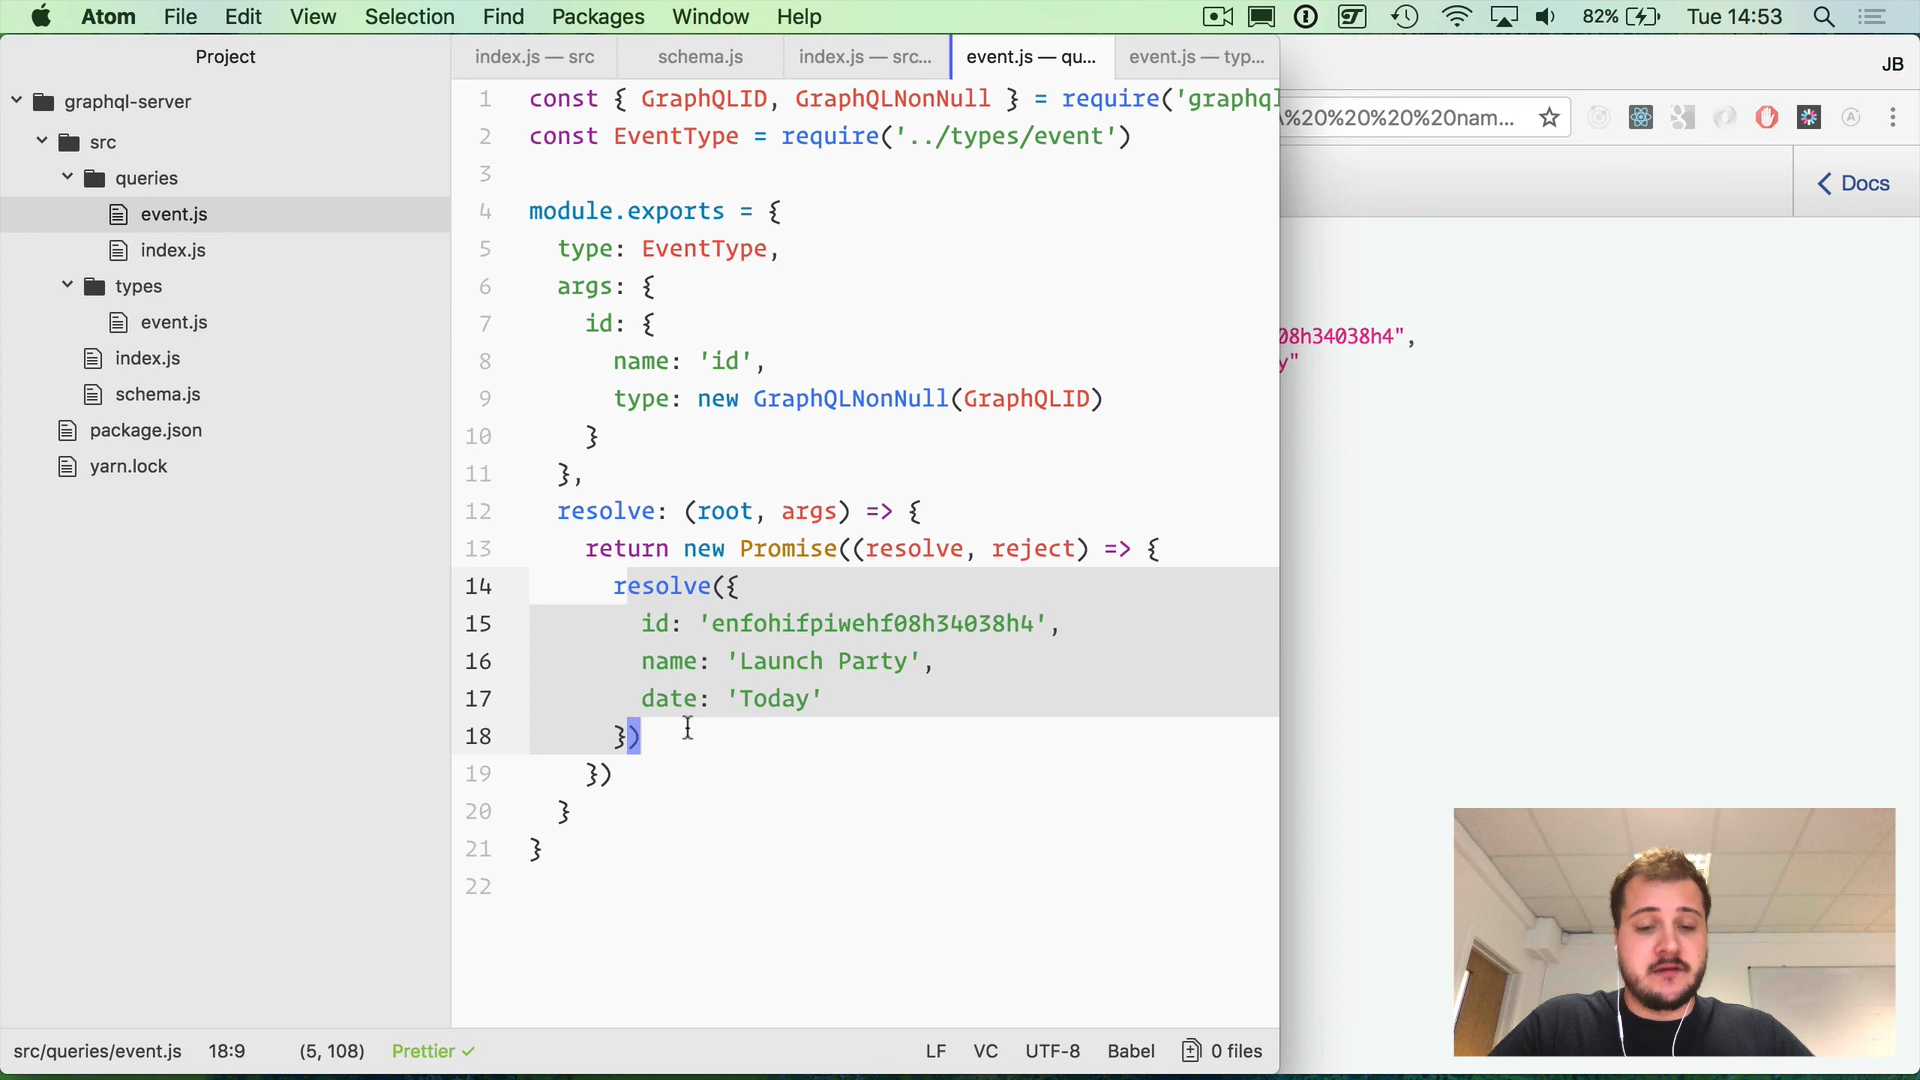 Atom File Edit View Selection Find Packages Window Help 82% Tue 14:53
Project
index.js — src
schema.js
index.js — src...
event.js — qu...
event.js — typ...
JB
graphql-server
src
queries
event.js
index.js
types
event.js
index.js
schema.js
package.json
yarn.lock
1 const { GraphQLID, GraphQLNonNull } = require('graphql
2 const EventType = require('../types/event')
3
4 module.exports = {
5 type: EventType,
6 args: {
7 id: {
8 name: 'id',
9 type: new GraphQLNonNull(GraphQLID)
10 }
11 },
12 resolve: (root, args) => {
13 return new Promise((resolve, reject) => {
14 resolve({
15 id: 'enfohifpiwehf08h34038h4',
16 name: 'Launch Party',
17 date: 'Today'
18 })
19 })
20 }
21 }
22
%20%20%20%20nam...
Docs
08h34038h4",
y"
src/queries/event.js 18:9 (5, 108) Prettier ✓ LF VC UTF-8 Babel 0 files